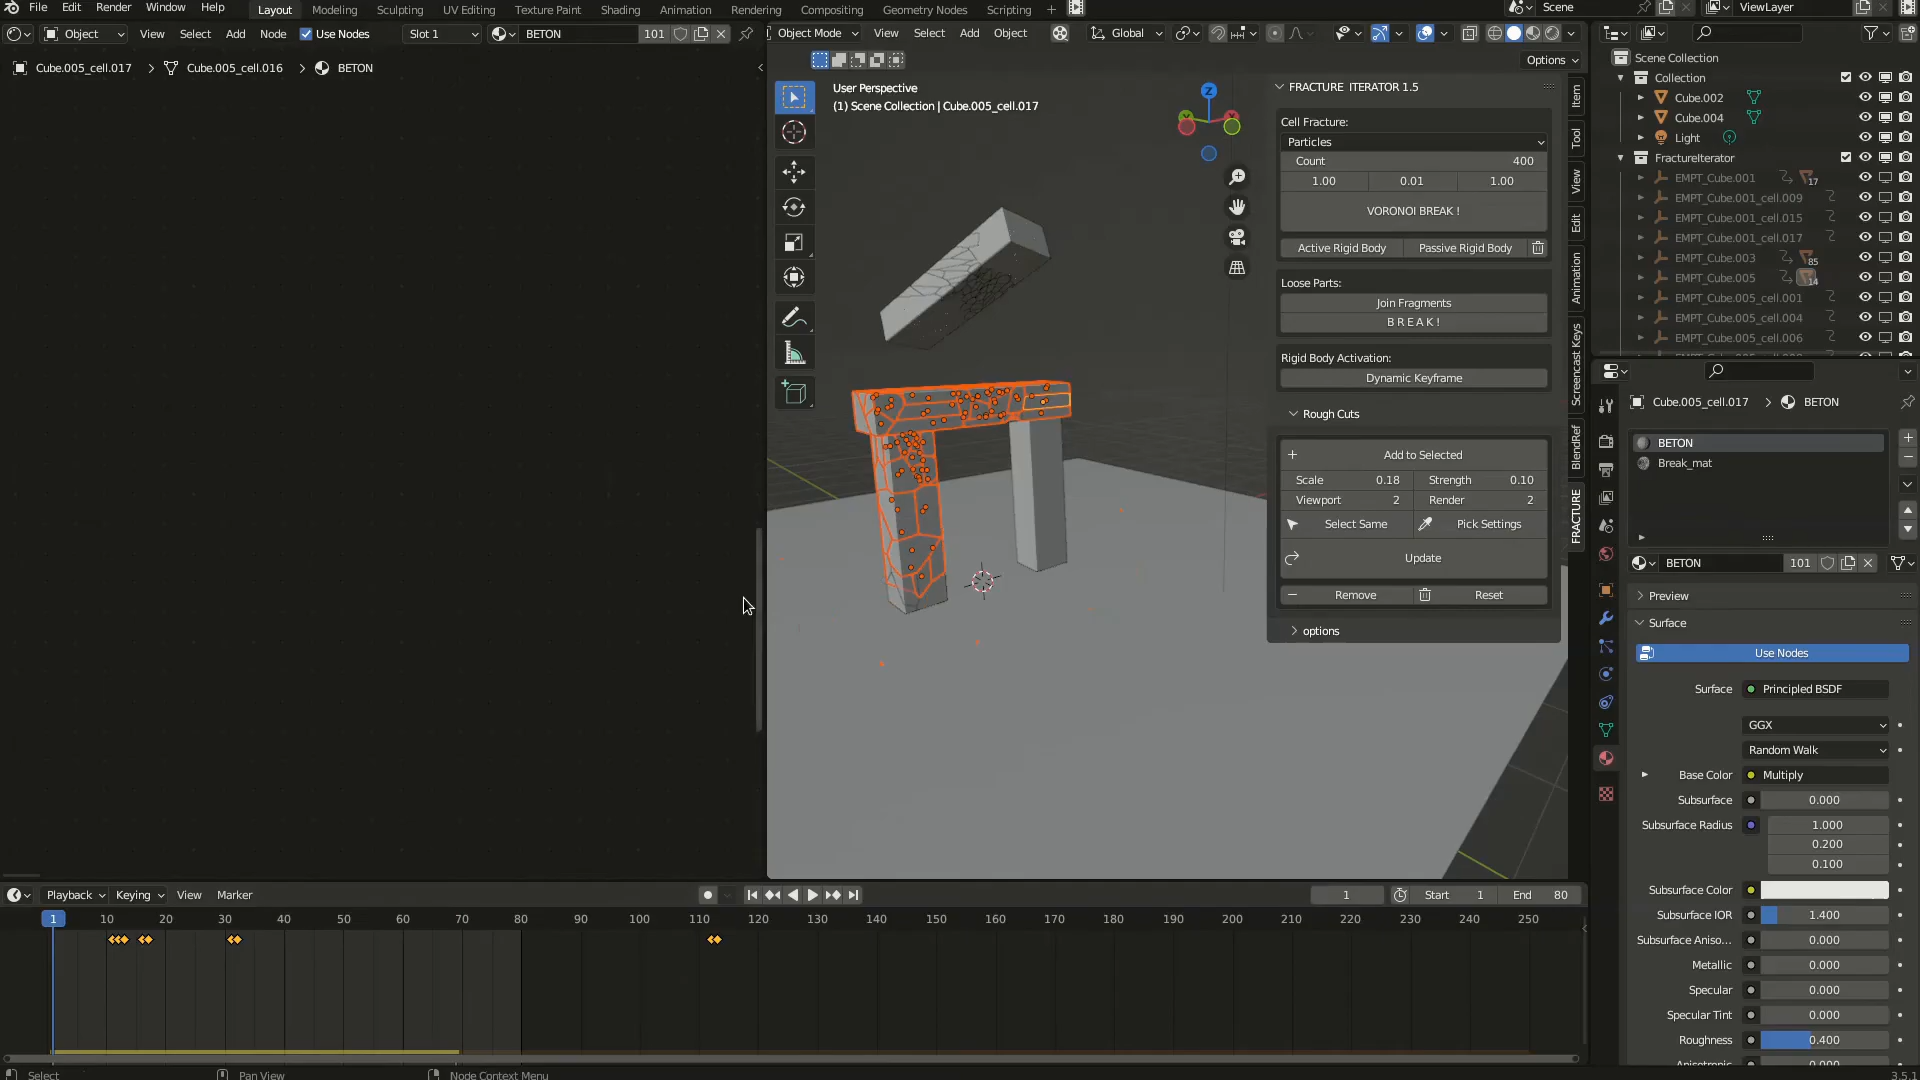 File Edit Render Window Help Layout Modeling Sculpting UV Editing Texture Paint Shading Animation Rendering Compositing Geometry Nodes Scripting + Scene ViewLayer
Object View Select Add Node Use Nodes Slot 1 BETON 101
Object Mode View Select Add Object Global
Options
Cube.005_cell.017 > Cube.005_cell.016 > BETON
User Perspective
(1) Scene Collection | Cube.005_cell.017
Z
FRACTURE ITERATOR 1.5
Cell Fracture:
Particles
Count 400
1.00 0.01 1.00
VORONOI BREAK !
Active Rigid Body Passive Rigid Body
Loose Parts:
Join Fragments
B R E A K !
Rigid Body Activation:
Dynamic Keyframe
Rough Cuts
Add to Selected
Scale 0.18 Strength 0.10
Viewport 2 Render 2
Select Same Pick Settings
Update
Remove Reset
options
Item
Tool
View
Edit
Animation
Screencast Keys
BlendRef
FRACTURE
Scene Collection
Collection
Cube.002
Cube.004
Light
FractureIterator
EMPT_Cube.001 17
EMPT_Cube.001_cell.009
EMPT_Cube.001_cell.015
EMPT_Cube.001_cell.017
EMPT_Cube.003 85
EMPT_Cube.005 14
EMPT_Cube.005_cell.001
EMPT_Cube.005_cell.004
EMPT_Cube.005_cell.006
Cube.005_cell.017 > BETON
BETON
Break_mat
BETON 101
Preview
Surface
Use Nodes
Surface Principled BSDF
GGX
Random Walk
Base Color Multiply
Subsurface 0.000
Subsurface Radius 1.000
0.200
0.100
Subsurface Color
Subsurface IOR 1.400
Subsurface Aniso... 0.000
Metallic 0.000
Specular 0.000
Specular Tint 0.000
Roughness 0.400
Playback Keying View Marker 1 Start 1 End 80
1 10 20 30 40 50 60 70 80 90 100 110 120 130 140 150 160 170 180 190 200 210 220 230 240 250
Select Pan View Node Context Menu 3.5.1